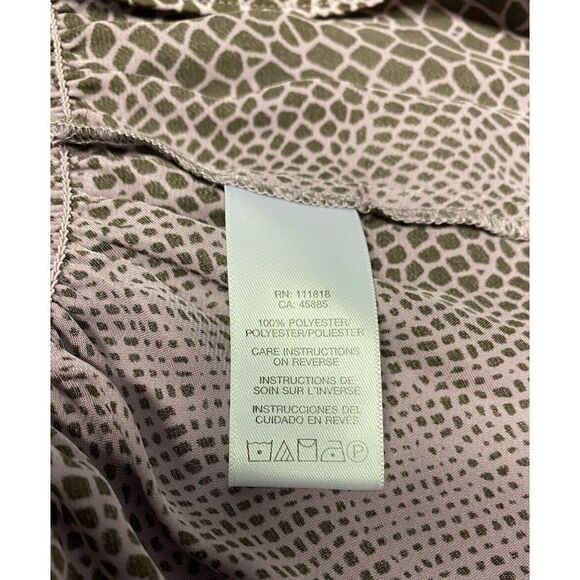 RN: 111818
CA: 45885
100% POLYESTER/
POLYESTER/POLIESTER
CARE INSTRUCTIONS
ON REVERSE
INSTRUCTIONS DE
SOIN SUR L'INVERSE
INSTRUCCIONES DEL
CUIDADO EN REVES
P